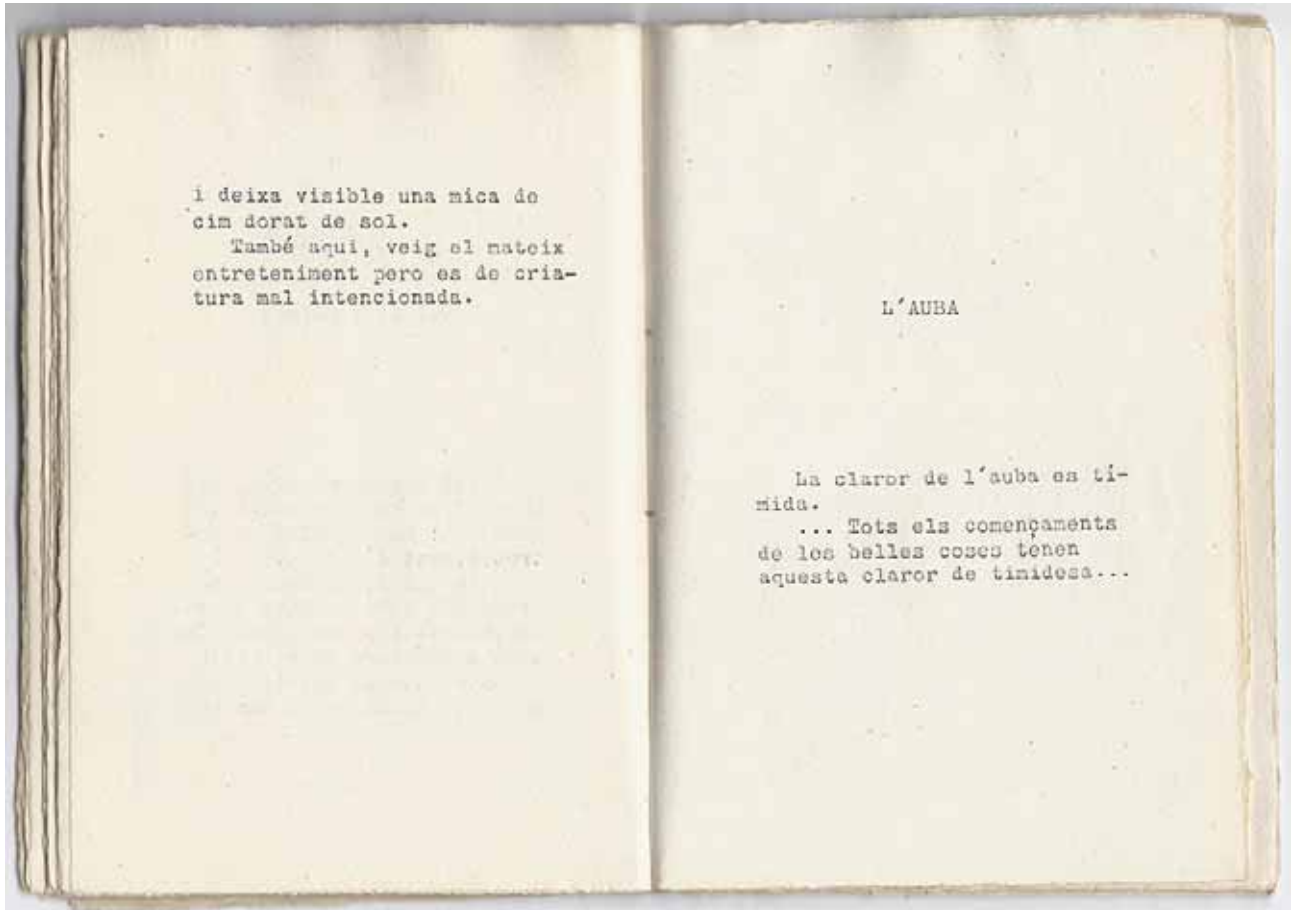 i deixa visible una mica de
cim dorat de sol.
També aqui, veig el mateix
entreteniment pero es de cria-
tura mal intencionada.
L'AUBA
La claror de l'auba es tí-
mida.
... Tots els començaments
de les belles coses tenen
aquesta claror de timidesa...